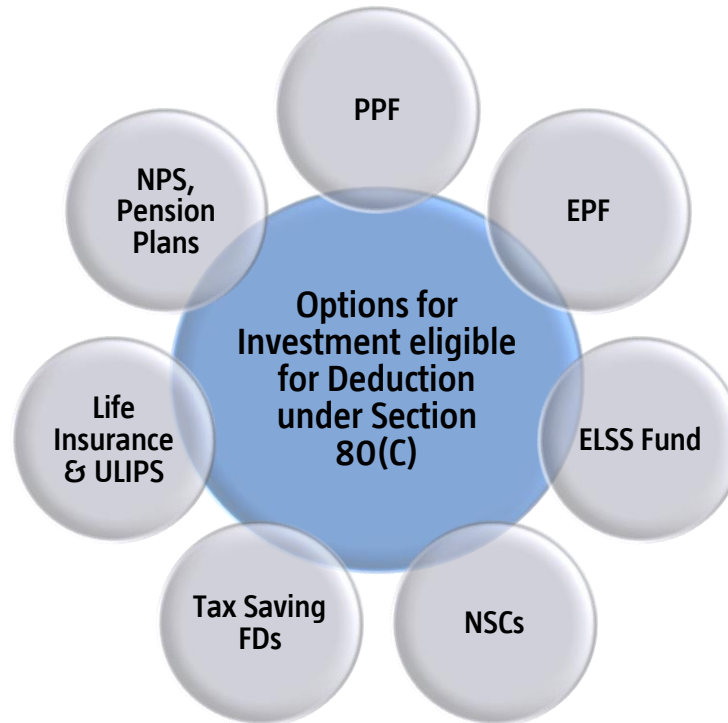 PPF
EPF
ELSS Fund
NSCs
Tax Saving
FDs
Life
Insurance
& ULIPS
NPS,
Pension
Plans
Options for
Investment eligible
for Deduction
under Section
80(C)